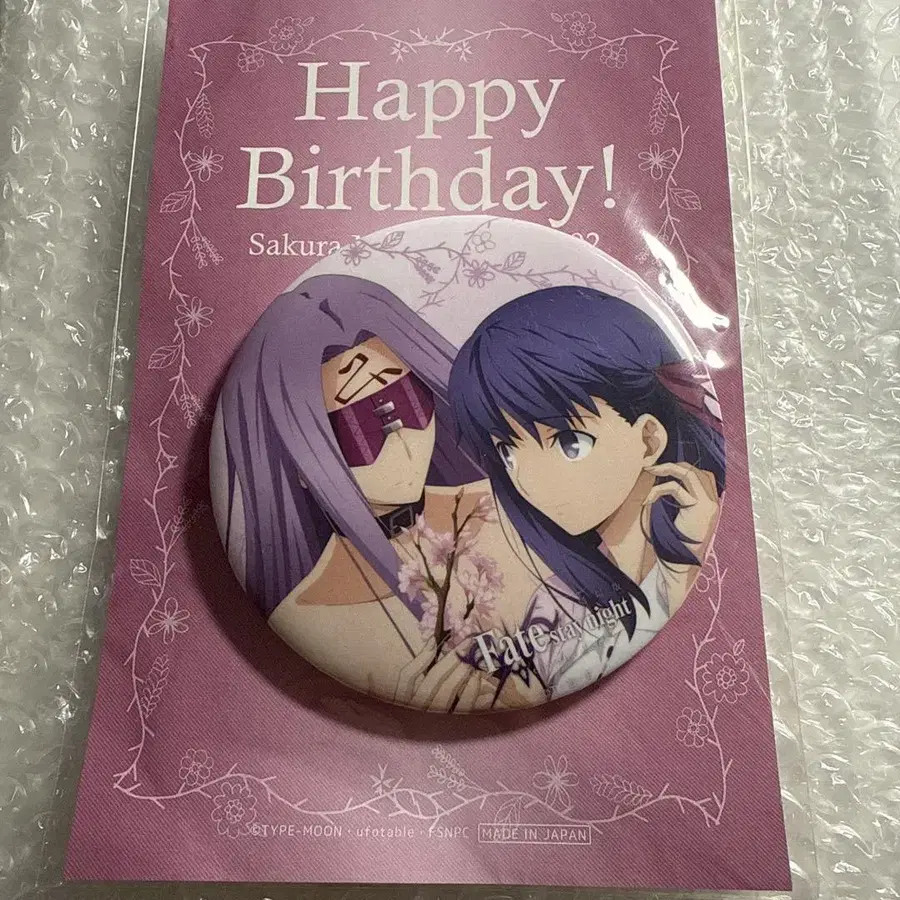 Happy
Birthday!
Sakura
Fate stay night
©TYPE-MOON・ufotable・FSNPC MADE IN JAPAN